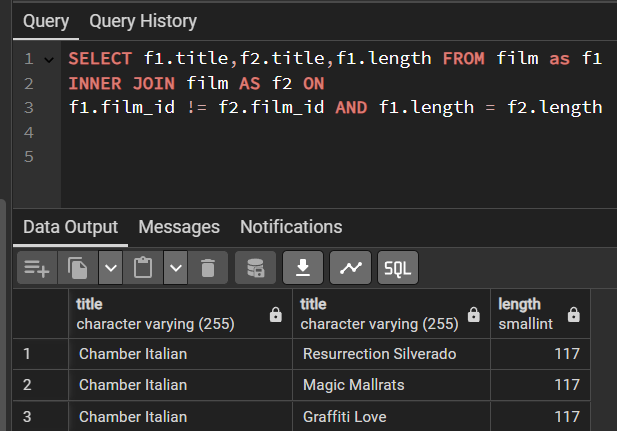 Query Query History
1 SELECT f1.title,f2.title,f1.length FROM film as f1
2 INNER JOIN film AS f2 ON
3 f1.film_id != f2.film_id AND f1.length = f2.length
4
5
Data Output Messages Notifications
SQL
title title length
character varying (255) character varying (255) smallint
1 Chamber Italian Resurrection Silverado 117
2 Chamber Italian Magic Mallrats 117
3 Chamber Italian Graffiti Love 117